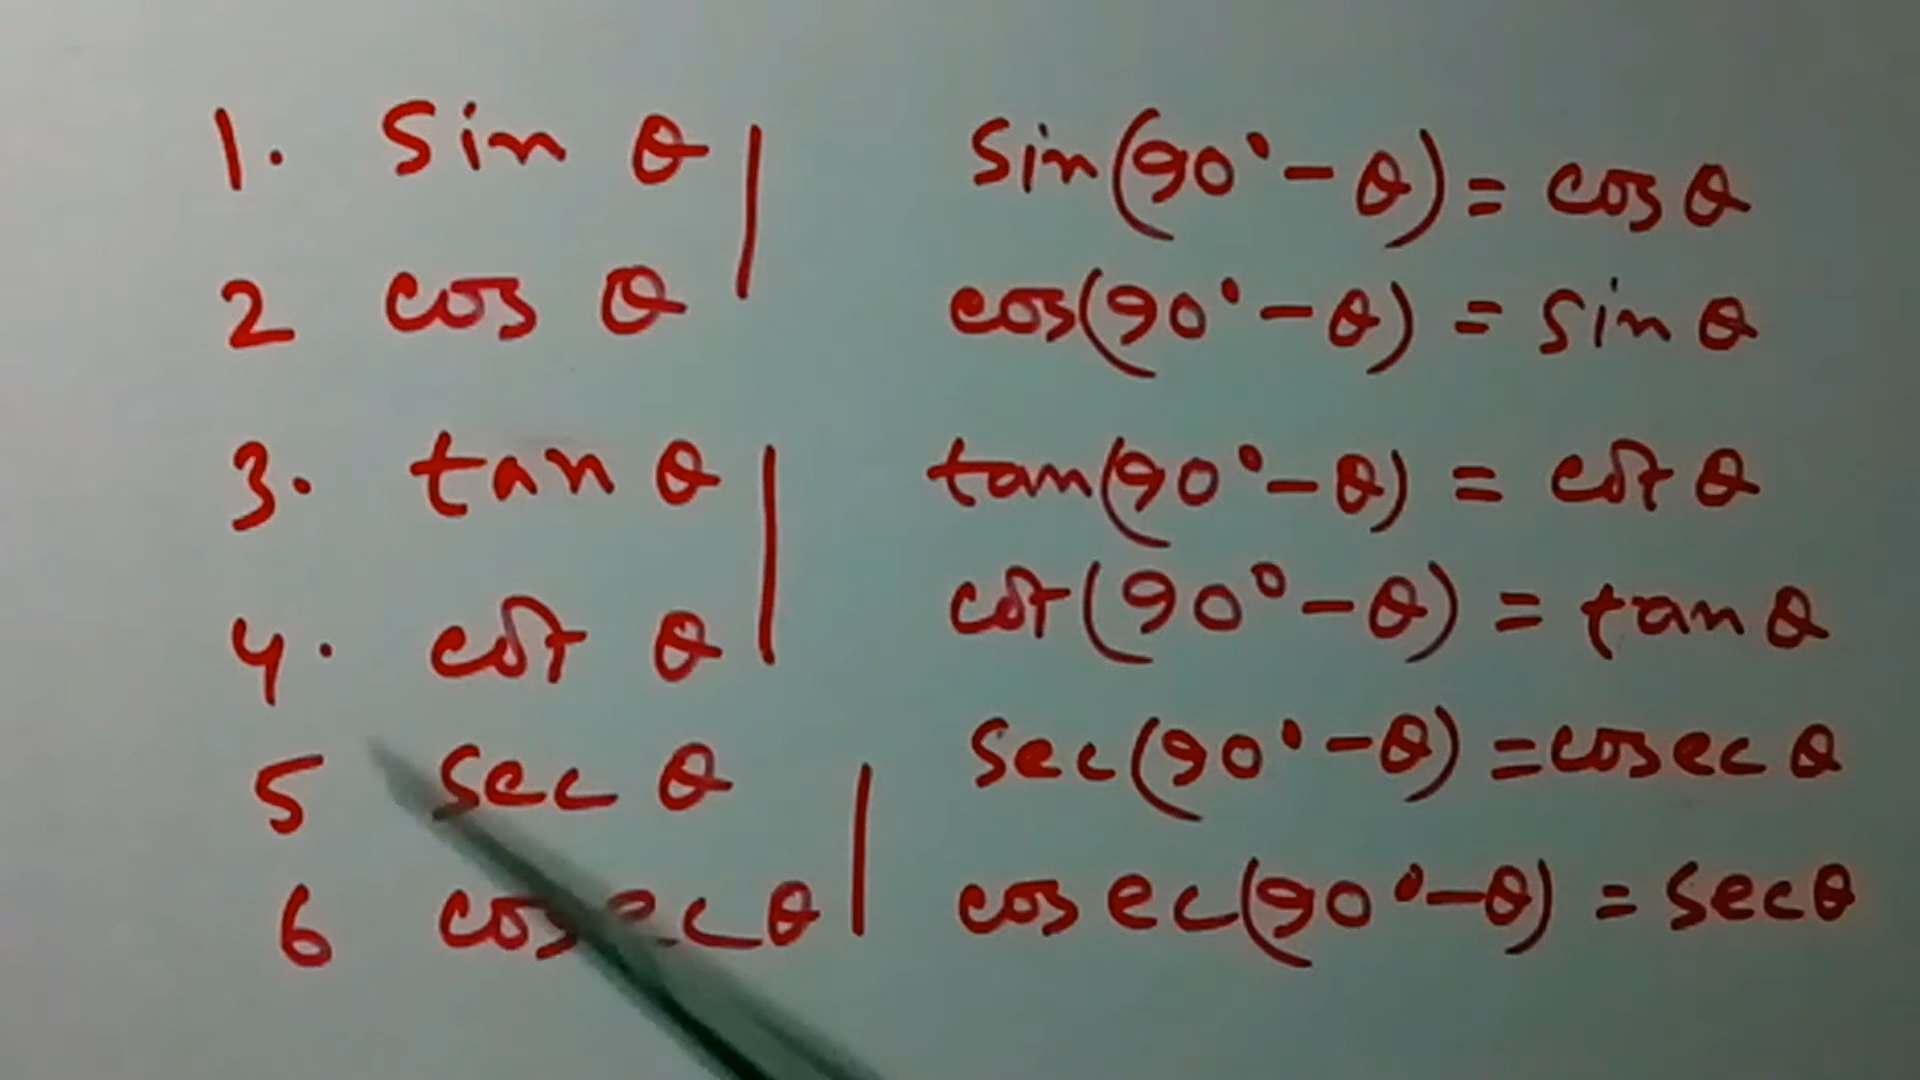 1. Sin θ | Sin(90°-θ) = cos θ
2 cos θ | cos(90°-θ) = sin θ
3. tan θ | tan(90°-θ) = cot θ
4. cot θ | cot(90°-θ) = tan θ
5 sec θ | sec(90°-θ) = cosec θ
6 cosec θ | cosec(90°-θ) = secθ